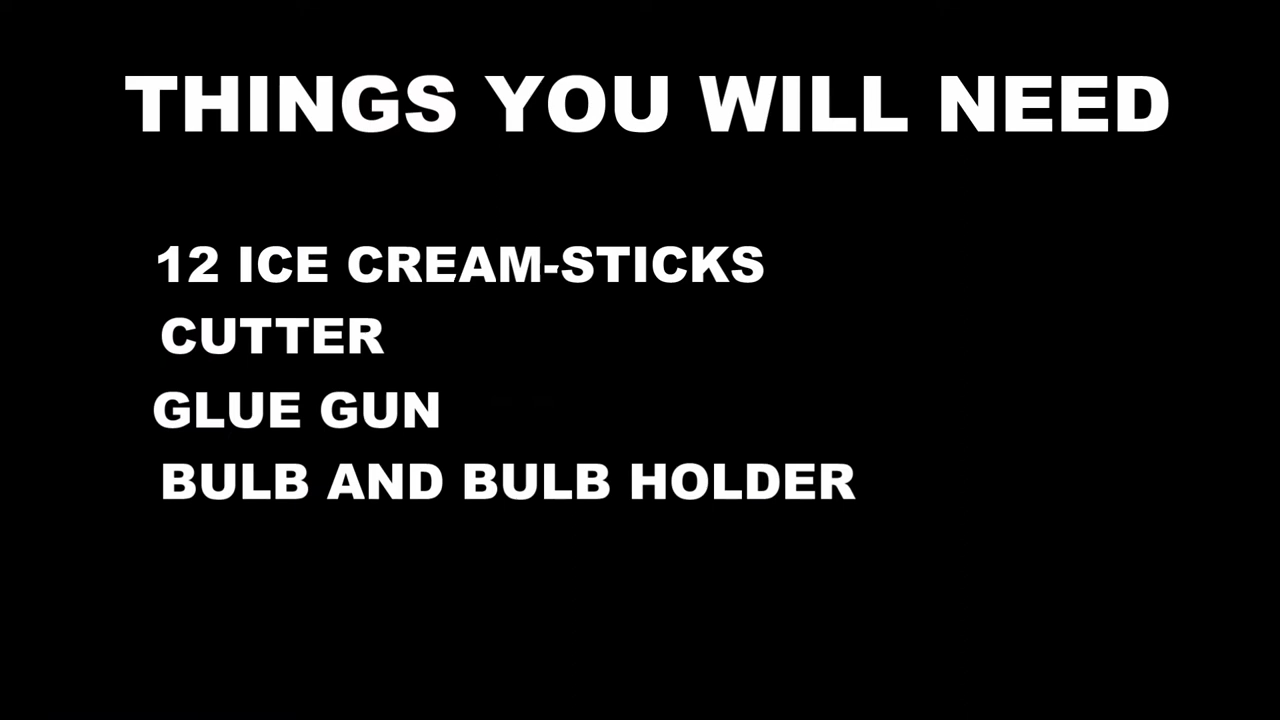 THINGS YOU WILL NEED
12 ICE CREAM-STICKS
CUTTER
GLUE GUN
BULB AND BULB HOLDER